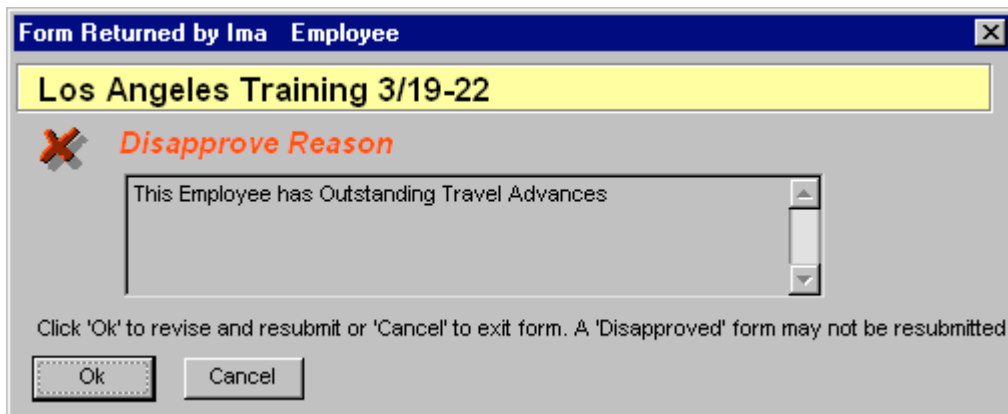 Form Returned by Ima Employee
Los Angeles Training 3/19-22
Disapprove Reason
This Employee has Outstanding Travel Advances
Click 'Ok' to revise and resubmit or 'Cancel' to exit form. A 'Disapproved' form may not be resubmitted
Ok
Cancel